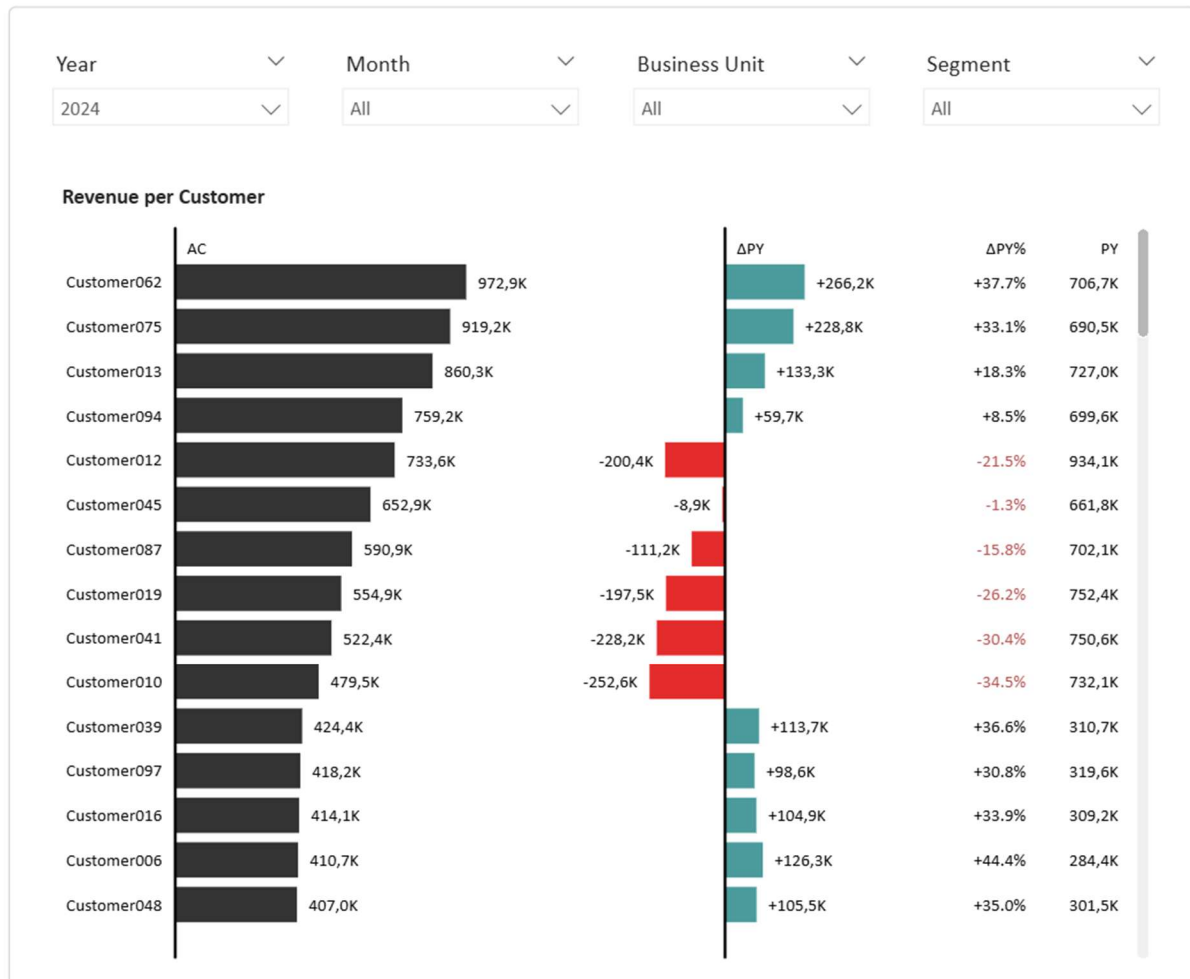 Year Month Business Unit Segment
2024 All All All
Revenue per Customer
AC ΔPY ΔPY% PY
Customer062 972,9K +266,2K +37.7% 706,7K
Customer075 919,2K +228,8K +33.1% 690,5K
Customer013 860,3K +133,3K +18.3% 727,0K
Customer094 759,2K +59,7K +8.5% 699,6K
Customer012 733,6K -200,4K -21.5% 934,1K
Customer045 652,9K -8,9K -1.3% 661,8K
Customer087 590,9K -111,2K -15.8% 702,1K
Customer019 554,9K -197,5K -26.2% 752,4K
Customer041 522,4K -228,2K -30.4% 750,6K
Customer010 479,5K -252,6K -34.5% 732,1K
Customer039 424,4K +113,7K +36.6% 310,7K
Customer097 418,2K +98,6K +30.8% 319,6K
Customer016 414,1K +104,9K +33.9% 309,2K
Customer006 410,7K +126,3K +44.4% 284,4K
Customer048 407,0K +105,5K +35.0% 301,5K